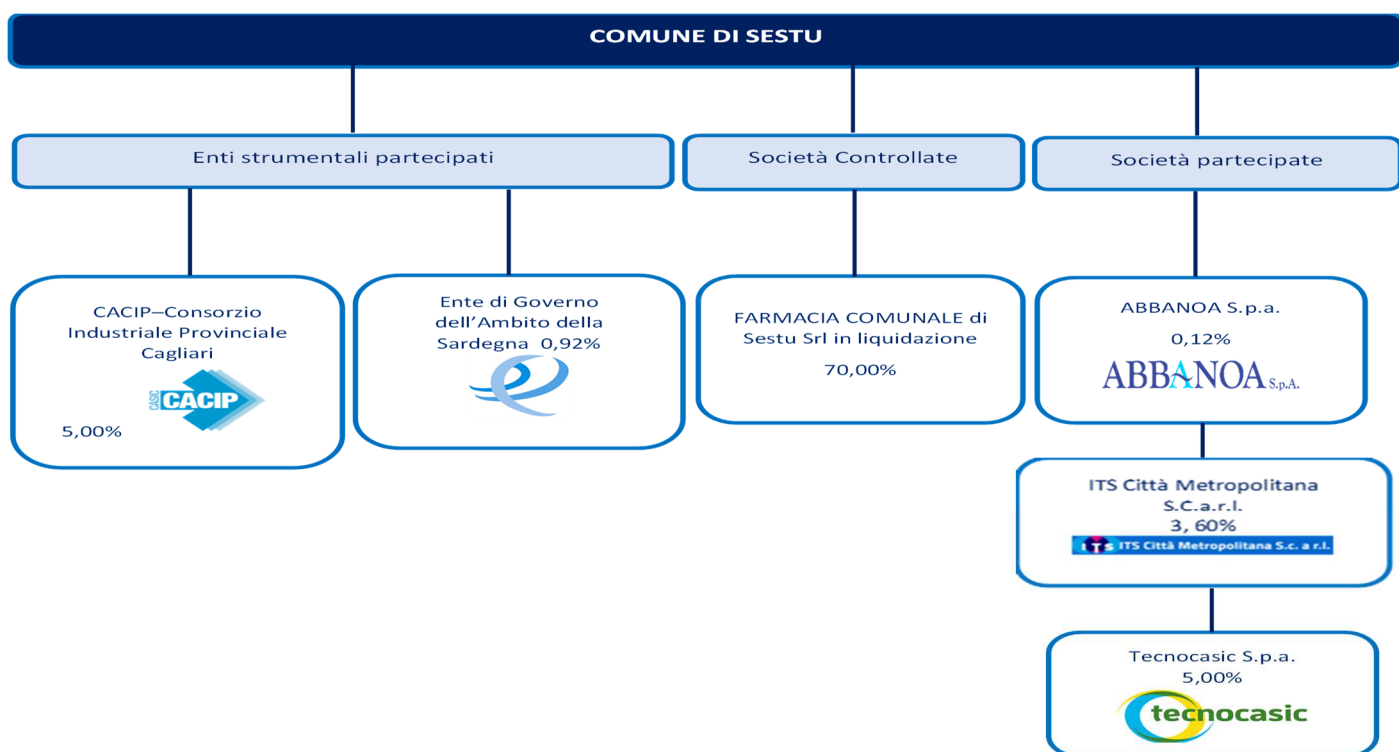 COMUNE DI SESTU
Enti strumentali partecipati
Società Controllate
Società partecipate
CACIP–Consorzio
Industriale Provinciale
Cagliari
CASIC
CACIP
5,00%
Ente di Governo
dell’Ambito della
Sardegna 0,92%
FARMACIA COMUNALE di
Sestu Srl in liquidazione
70,00%
ABBANOA S.p.a.
0,12%
ABBANOA S.p.A.
ITS Città Metropolitana
S.C.a.r.l.
3, 60%
ITS ITS Città Metropolitana S.c. a r.l.
Tecnocasic S.p.a.
5,00%
tecnocasic